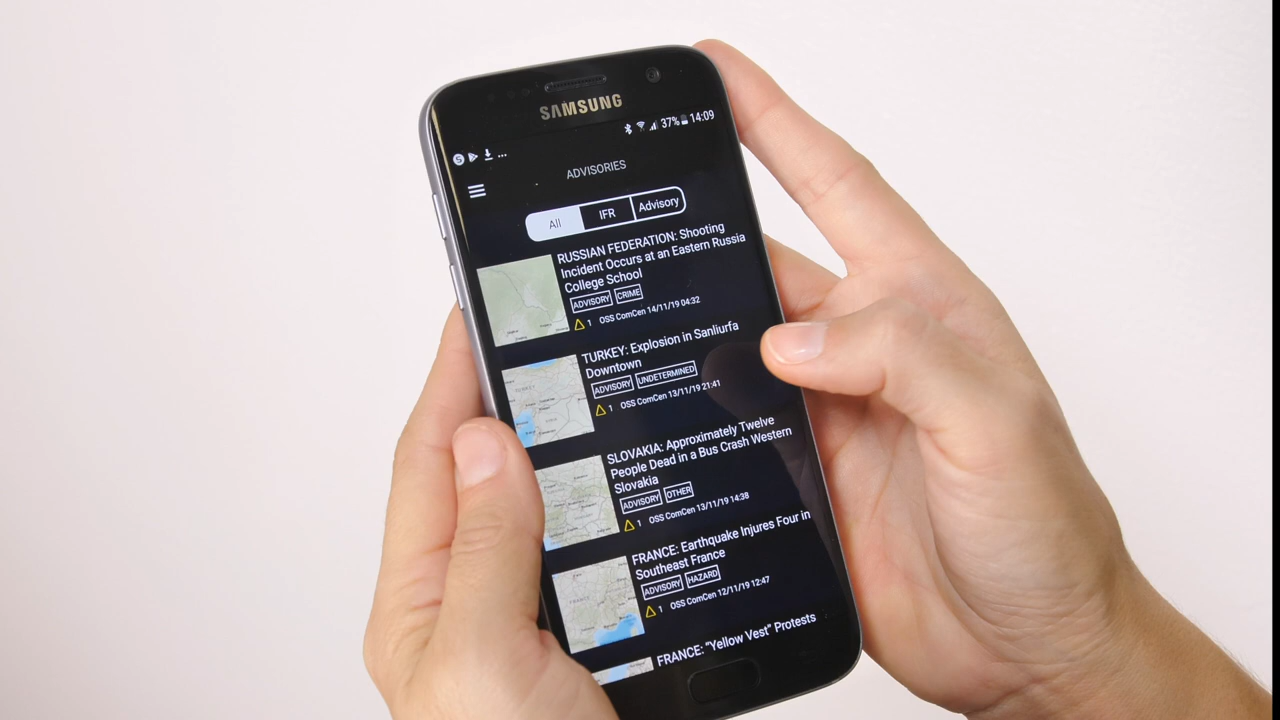 SAMSUNG
37% 14:09
ADVISORIES
All IFR Advisory
RUSSIAN FEDERATION: Shooting
Incident Occurs at an Eastern Russia
College School
ADVISORY CRIME
1 OSS ComCen 14/11/19 04:32
TURKEY: Explosion in Sanliurfa
Downtown
ADVISORY UNDETERMINED
1 OSS ComCen 13/11/19 21:41
SLOVAKIA: Approximately Twelve
People Dead in a Bus Crash Western
Slovakia
ADVISORY OTHER
1 OSS ComCen 13/11/19 14:38
FRANCE: Earthquake Injures Four in
Southeast France
ADVISORY HAZARD
1 OSS ComCen 12/11/19 12:47
FRANCE: “Yellow Vest” Protests